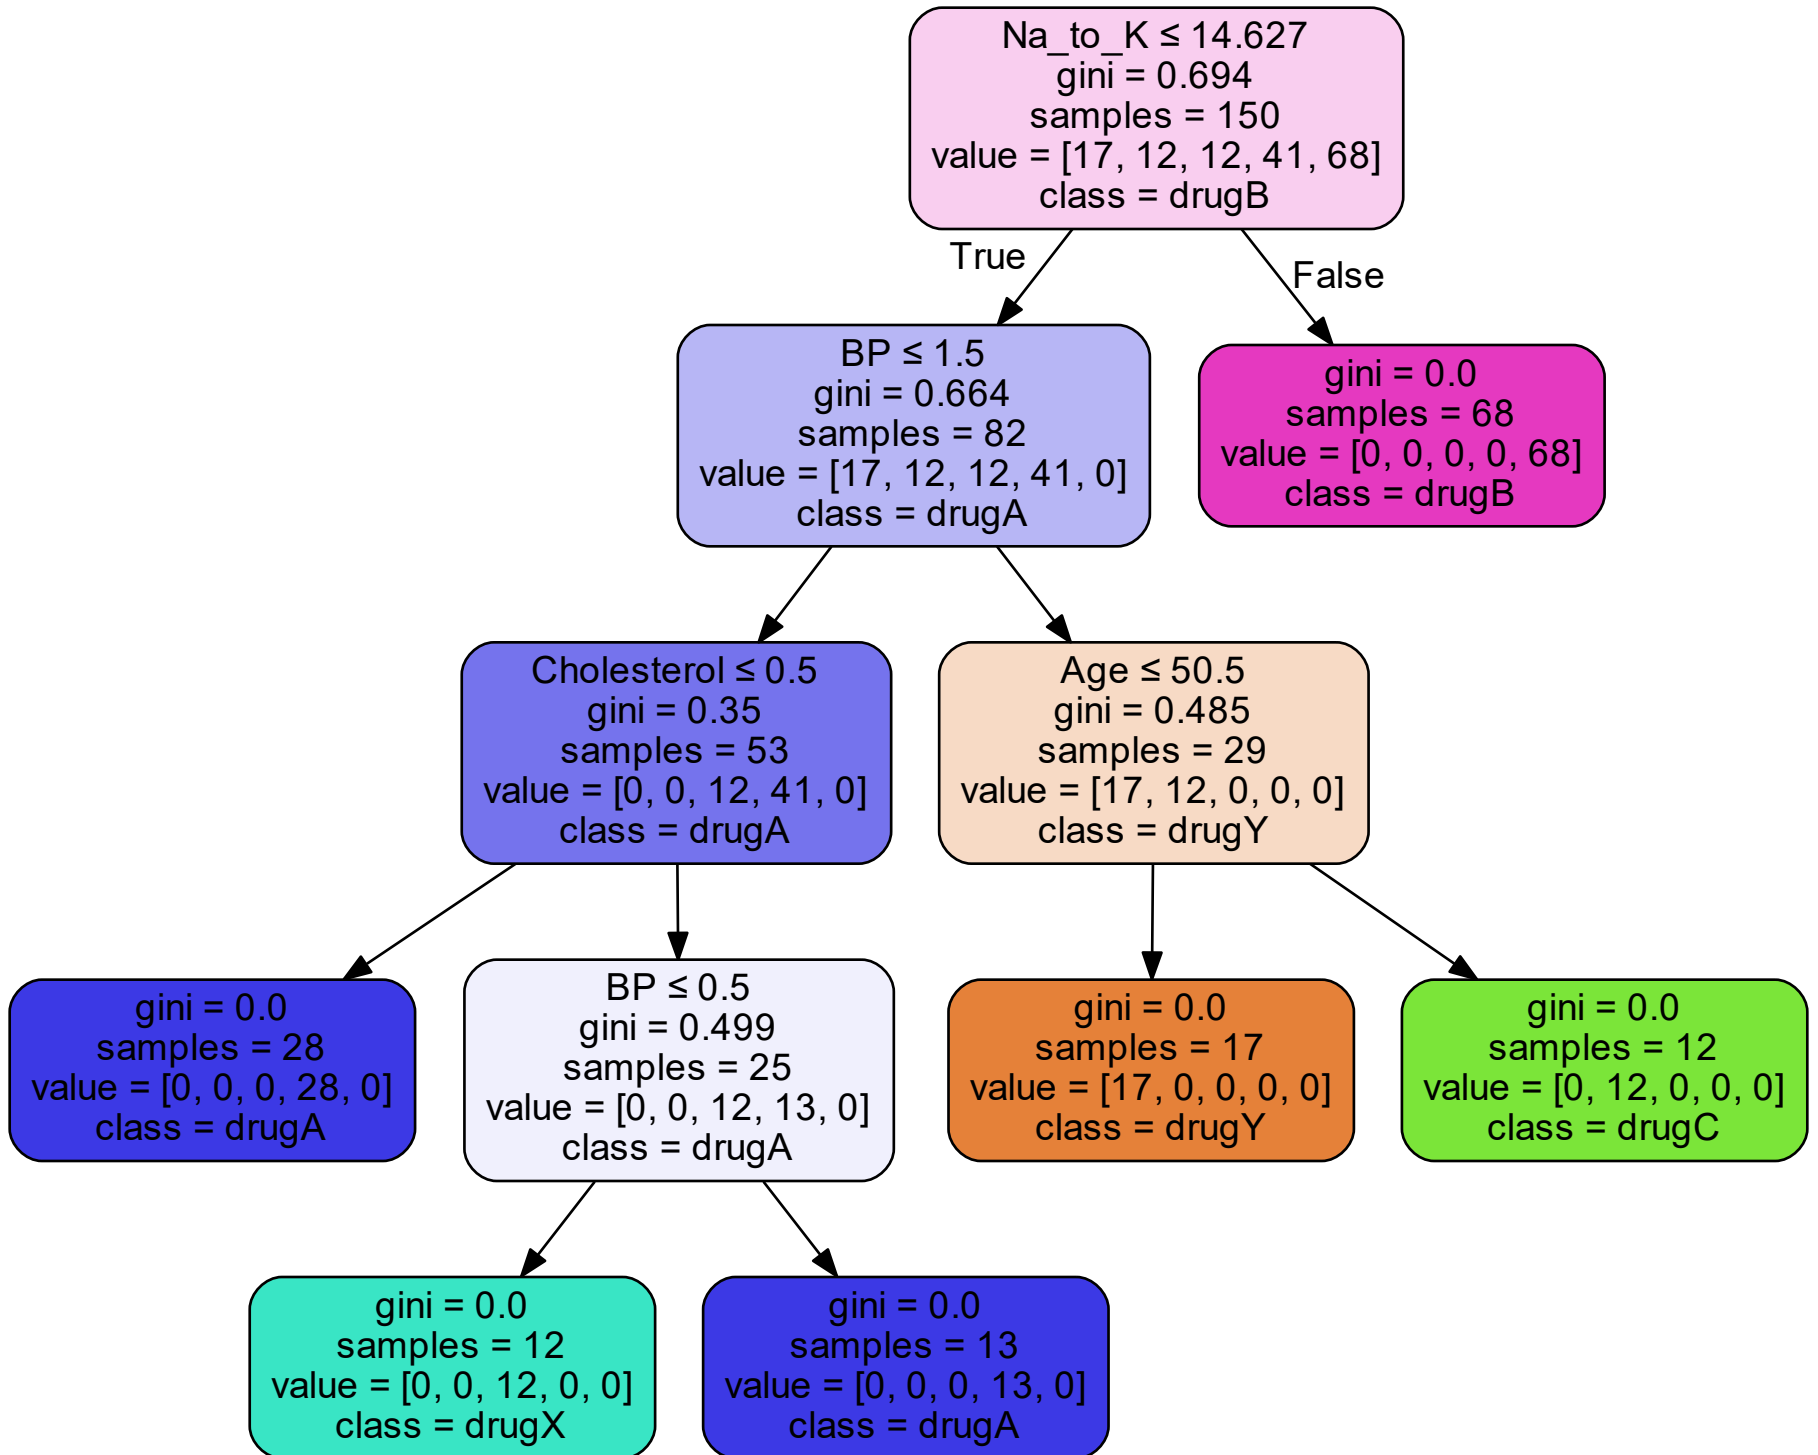 Na_to_K ≤ 14.627
gini = 0.694
samples = 150
value = [17, 12, 12, 41, 68]
class = drugB
True
False
BP ≤ 1.5
gini = 0.664
samples = 82
value = [17, 12, 12, 41, 0]
class = drugA
gini = 0.0
samples = 68
value = [0, 0, 0, 0, 68]
class = drugB
Cholesterol ≤ 0.5
gini = 0.35
samples = 53
value = [0, 0, 12, 41, 0]
class = drugA
Age ≤ 50.5
gini = 0.485
samples = 29
value = [17, 12, 0, 0, 0]
class = drugY
gini = 0.0
samples = 28
value = [0, 0, 0, 28, 0]
class = drugA
BP ≤ 0.5
gini = 0.499
samples = 25
value = [0, 0, 12, 13, 0]
class = drugA
gini = 0.0
samples = 17
value = [17, 0, 0, 0, 0]
class = drugY
gini = 0.0
samples = 12
value = [0, 12, 0, 0, 0]
class = drugC
gini = 0.0
samples = 12
value = [0, 0, 12, 0, 0]
class = drugX
gini = 0.0
samples = 13
value = [0, 0, 0, 13, 0]
class = drugA